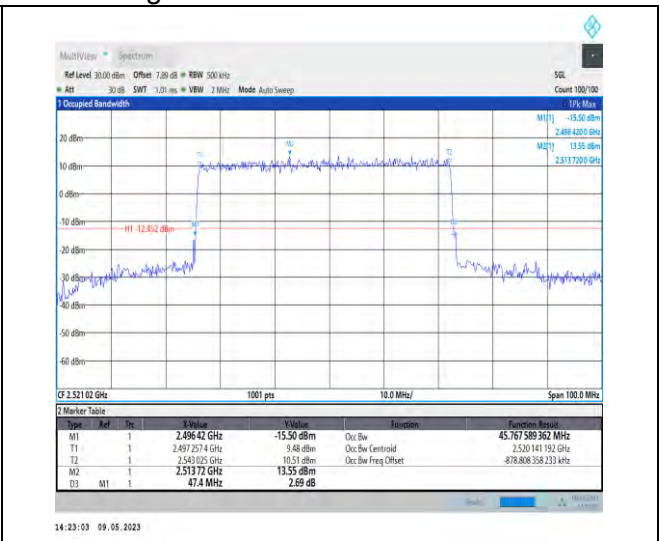 MultiView Spectrum
Ref Level 30.00 dBm Offset 7.89 dB RBW 500 kHz SGL
Att 30 dB SWT 1.01 ms VBW 2 MHz Mode Auto Sweep Count 100/100
1 Occupied Bandwidth 1Pk Max
M1[1] -15.50 dBm
2.496 4200 GHz
M2[1] 13.55 dBm
2.513 7200 GHz
20 dBm
10 dBm
0 dBm
-10 dBm
H1 -12.452 dBm
M1
M2
-20 dBm
-30 dBm
-40 dBm
-50 dBm
-60 dBm
CF 2.521 02 GHz 1001 pts 10.0 MHz/ Span 100.0 MHz
2 Marker Table
Type Ref Trc X-Value Y-Value Function Function Result
M1 1 2.496 42 GHz -15.50 dBm Occ Bw 45.767 589 362 MHz
T1 1 2.497 257 4 GHz 9.48 dBm Occ Bw Centroid 2.520 141 192 GHz
T2 1 2.543 025 GHz 10.51 dBm Occ Bw Freq Offset -878.808 358 233 kHz
M2 1 2.513 72 GHz 13.55 dBm
D3 M1 1 47.4 MHz 2.69 dB
14:23:03 09.05.2023